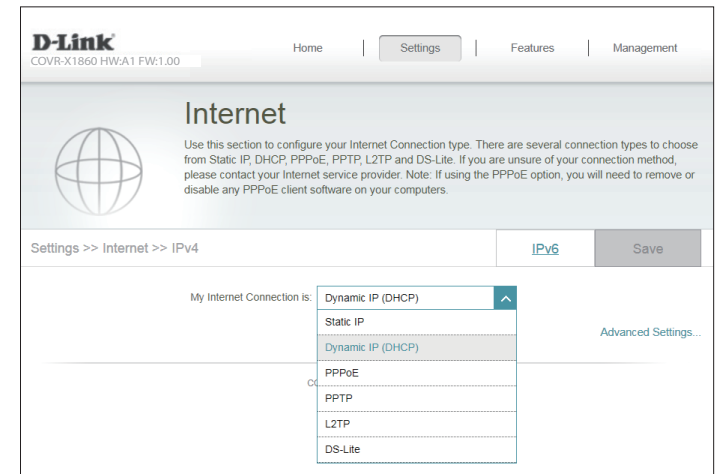 D-Link
COVR-X1860 HW:A1 FW:1.00
Home
Settings
Features
Management
Internet
Use this section to configure your Internet Connection type. There are several connection types to choose
from Static IP, DHCP, PPPoE, PPTP, L2TP and DS-Lite. If you are unsure of your connection method,
please contact your Internet service provider. Note: If using the PPPoE option, you will need to remove or
disable any PPPoE client software on your computers.
Settings >> Internet >> IPv4
IPv6
Save
My Internet Connection is:
Dynamic IP (DHCP)
Static IP
Dynamic IP (DHCP)
PPPoE
PPTP
L2TP
DS-Lite
Advanced Settings...